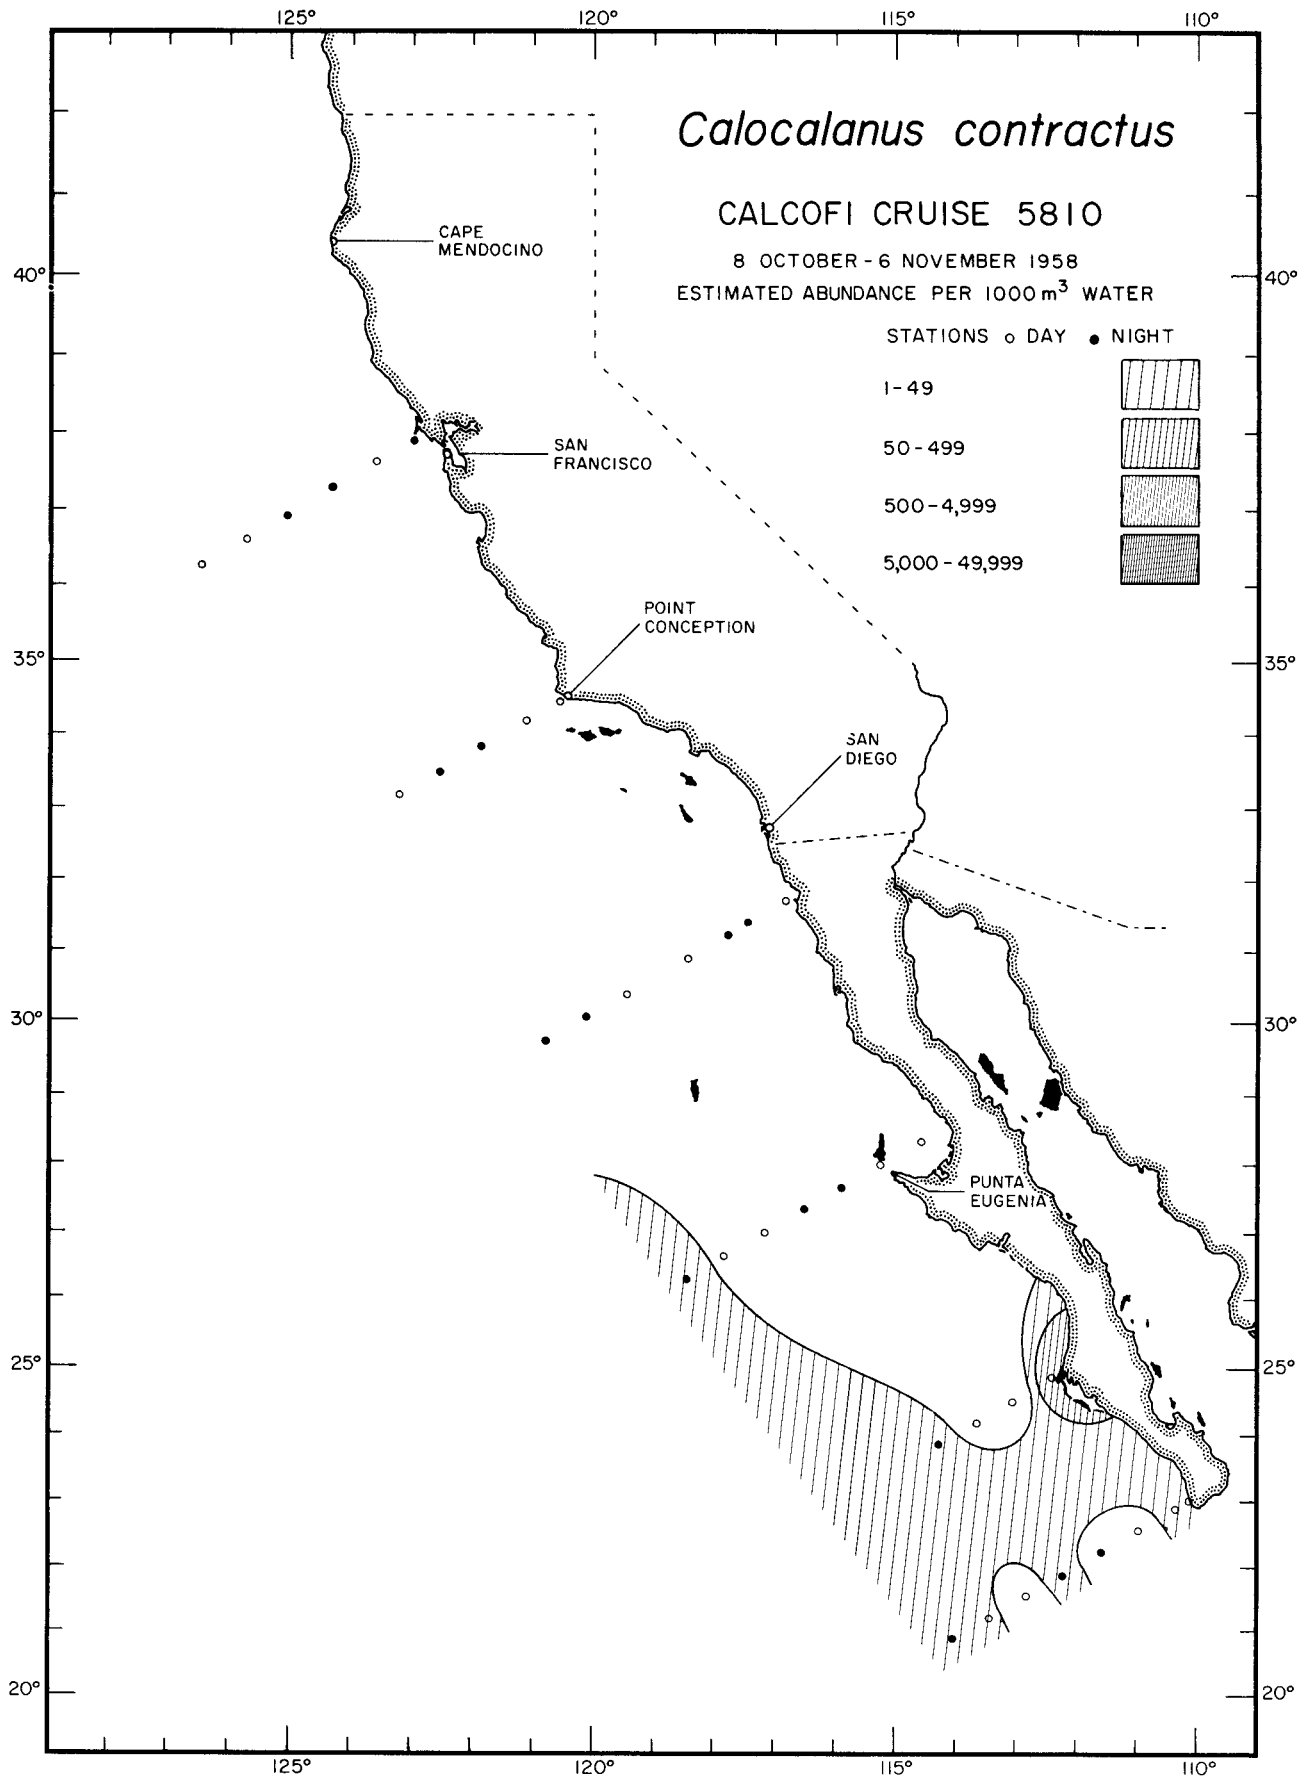 125° 120° 115° 110°
Calocalanus contractus
CALCOFI CRUISE 5810
8 OCTOBER - 6 NOVEMBER 1958
ESTIMATED ABUNDANCE PER 1000 m³ WATER
STATIONS ○ DAY ● NIGHT
1-49
50-499
500-4,999
5,000-49,999
CAPE
MENDOCINO
40° 40°
SAN
FRANCISCO
POINT
CONCEPTION
35° 35°
SAN
DIEGO
30° 30°
PUNTA
EUGENIA
25° 25°
20° 20°
125° 120° 115° 110°